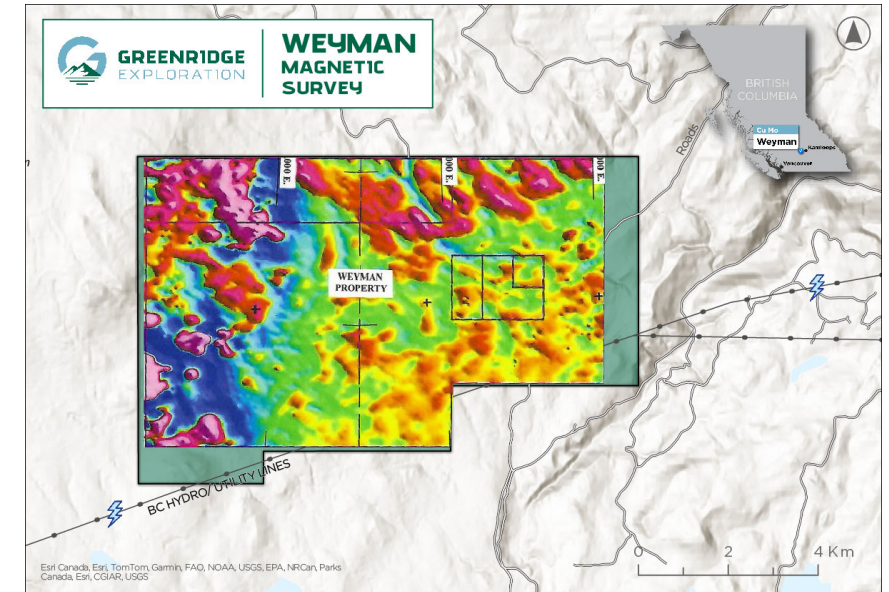 GREENRIDGE
EXPLORATION
WEYMAN
MAGNETIC
SURVEY
BRITISH
COLUMBIA
Cu Mo
Weyman
Kamloops
Vancouver
Roads
000 E.
000 E.
00 E.
WEYMAN
PROPERTY
BC HYDRO/ UTILITY LINES
0 2 4 Km
Esri Canada, Esri, TomTom, Garmin, FAO, NOAA, USGS, EPA, NRCan, Parks
Canada, Esri, CGIAR, USGS